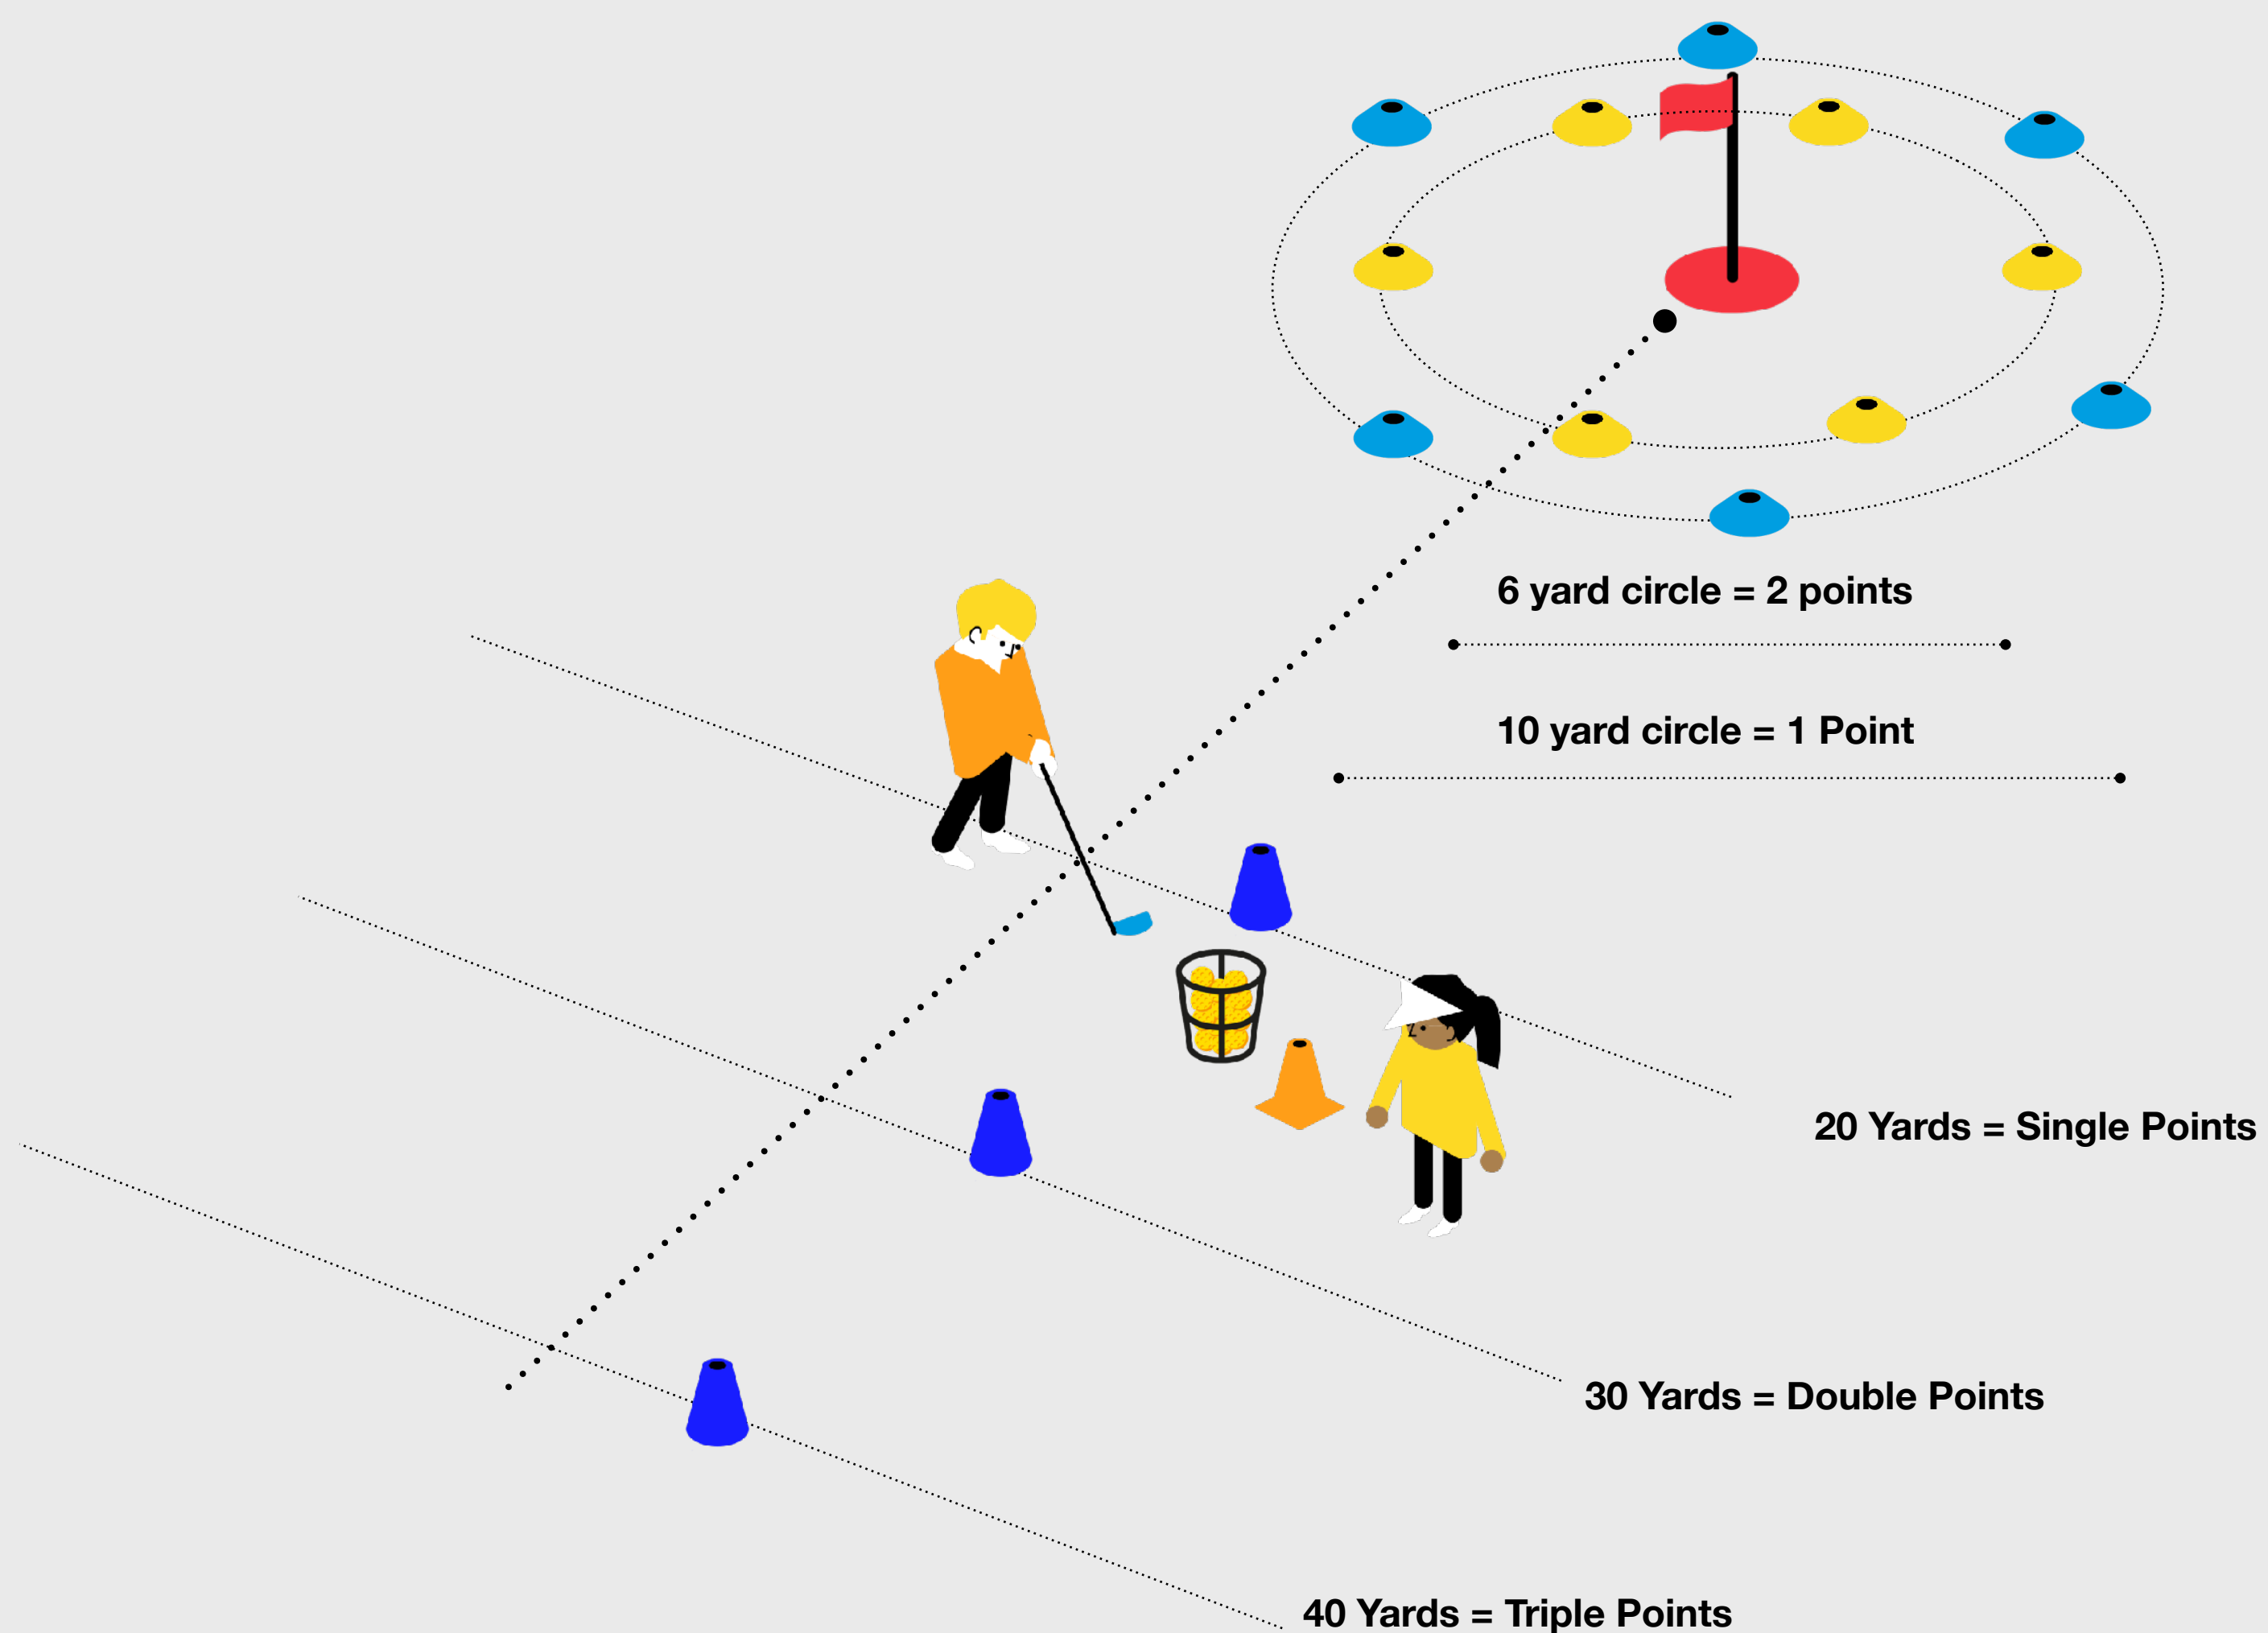 6 yard circle = 2 points
10 yard circle = 1 Point
20 Yards = Single Points
30 Yards = Double Points
40 Yards = Triple Points